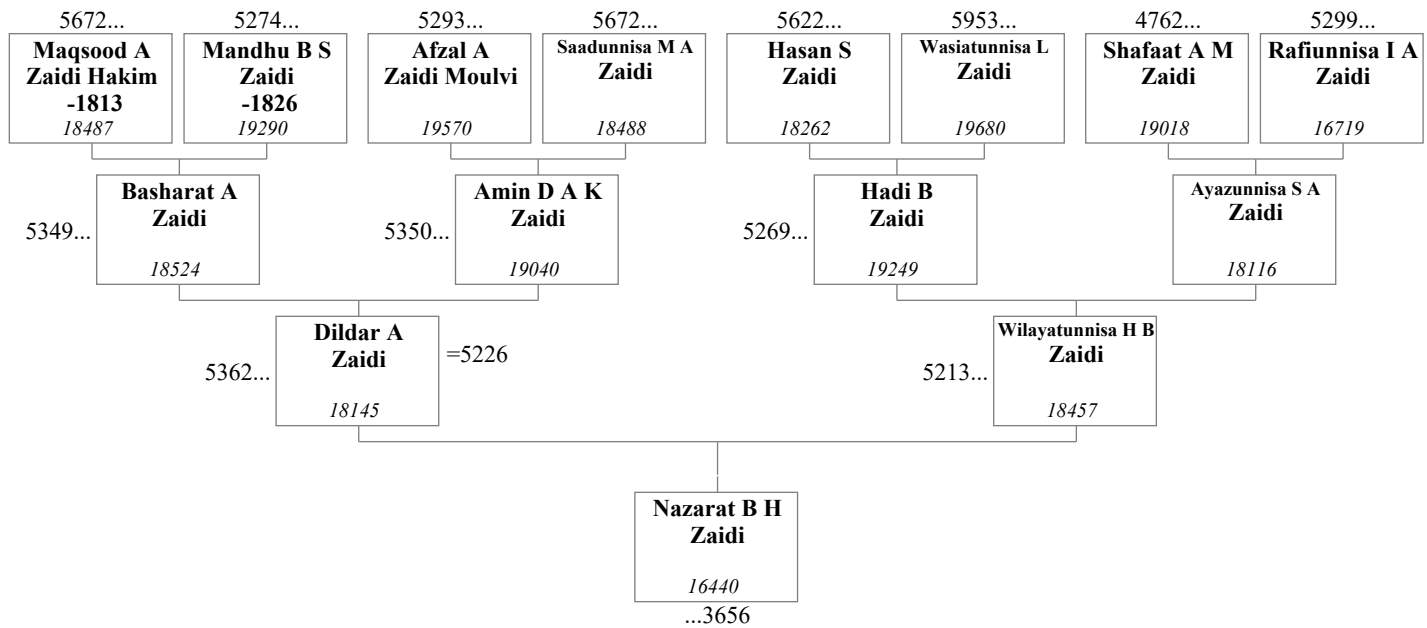 5672... 5274... 5293... 5672... 5622... 5953... 4762... 5299...
Maqsood A
Zaidi Hakim
-1813
18487
Mandhu B S
Zaidi
-1826
19290
Afzal A
Zaidi Moulvi
19570
Saadunnisa M A
Zaidi
18488
Hasan S
Zaidi
18262
Wasiatunnisa L
Zaidi
19680
Shafaat A M
Zaidi
19018
Rafiunnisa I A
Zaidi
16719
5349...
Basharat A
Zaidi
18524
5350...
Amin D A K
Zaidi
19040
5269...
Hadi B
Zaidi
19249
Ayazunnisa S A
Zaidi
18116
5362...
Dildar A
Zaidi
18145
=5226
5213...
Wilayatunnisa H B
Zaidi
18457
Nazarat B H
Zaidi
16440
...3656